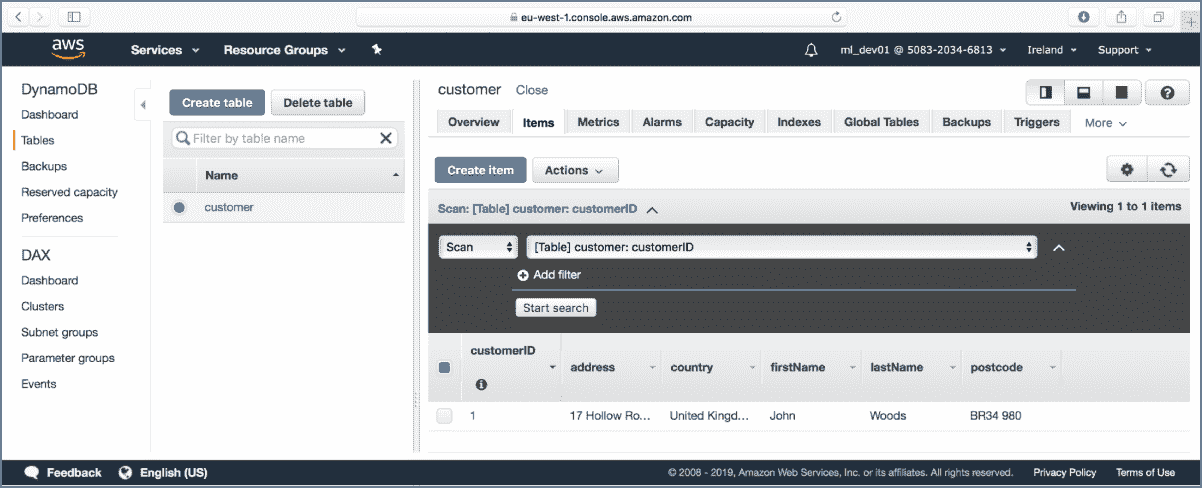 eu-west-1.console.aws.amazon.com
aws Services Resource Groups ml_dev01 @ 5083-2034-6813 Ireland Support
DynamoDB
Dashboard
Tables
Backups
Reserved capacity
Preferences
DAX
Dashboard
Clusters
Subnet groups
Parameter groups
Events
Create table Delete table
Filter by table name
Name
customer
customer Close
Overview Items Metrics Alarms Capacity Indexes Global Tables Backups Triggers More
Create item Actions
Scan: [Table] customer: customerID Viewing 1 to 1 items
Scan [Table] customer: customerID
Add filter
Start search
customerID address country firstName lastName postcode
1 17 Hollow Ro... United Kingd... John Woods BR34 980
Feedback English (US) © 2008 - 2019, Amazon Web Services, Inc. or its affiliates. All rights reserved. Privacy Policy Terms of Use